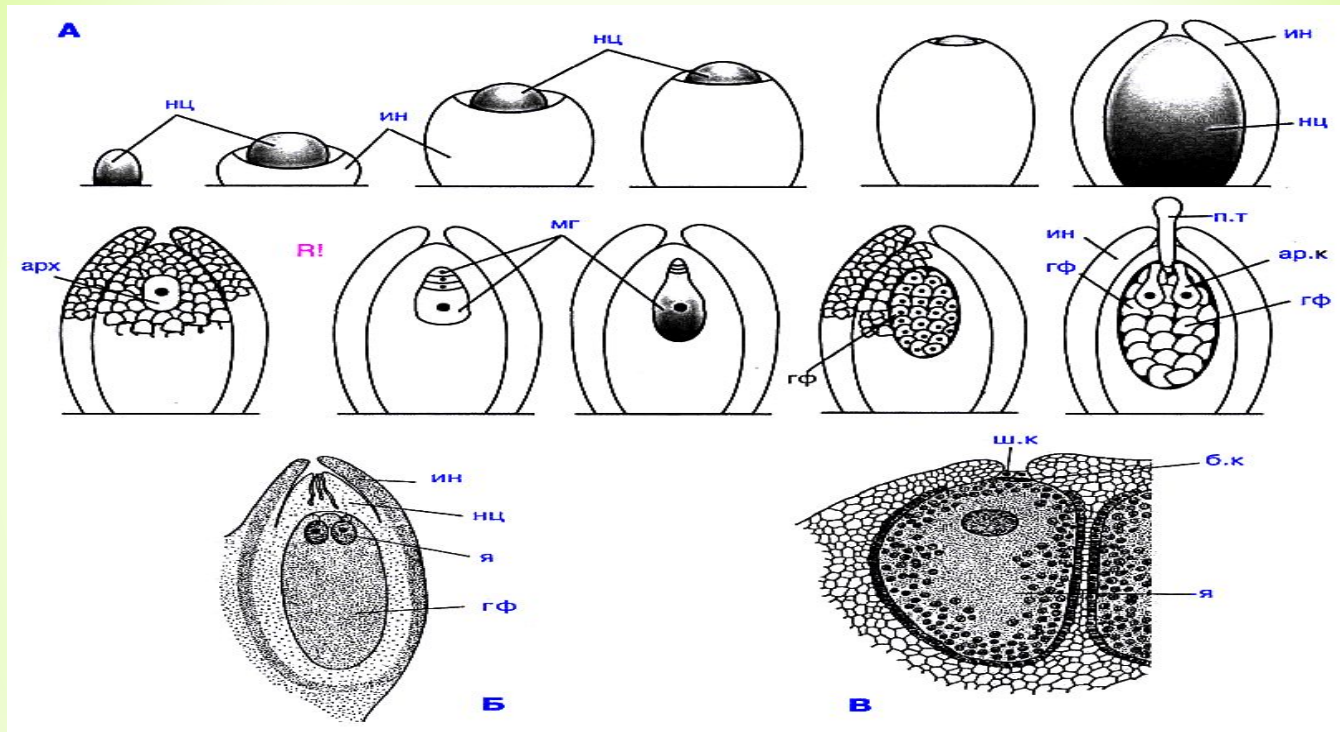 А
нц
нц
ин
ин
нц
арх
R!
мг
гф
ин
гф
п.т
ар.к
гф
ин
нц
я
гф
Б
ш.к
б.к
я
В